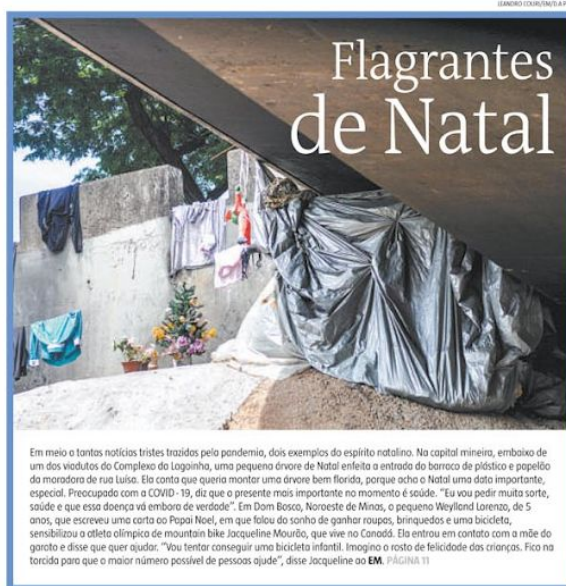 LEANDRO COURI/EM/D.A P
Flagrantes
de Natal
Em meio a tantas notícias tristes trazidas pela pandemia, dois exemplos do espírito natalino. Na capital mineira, embaixo de
um dos viadutos do Complexo da Lagoinha, uma pequena árvore de Natal enfeita a entrada do barraco de plástico e papelão
da moradora de rua Luísa. Ela conta que queria montar uma árvore bem florida, porque acha o Natal uma data importante,
especial. Preocupada com a COVID-19, diz que o presente mais importante no momento é saúde. "Eu vou pedir muita sorte,
saúde e que essa doença vá embora de verdade". Em Dom Bosco, Noroeste de Minas, o pequeno Weylland Lorenzo, de 5
anos, que escreveu uma carta ao Papai Noel, em que falou do sonho de ganhar roupas, brinquedos e uma bicicleta,
sensibilizou a atleta olímpica de mountain bike Jacqueline Mourão, que vive no Canadá. Ela entrou em contato com a mãe do
garoto e disse que quer ajudar. "Vou tentar conseguir uma bicicleta infantil. Imagino o rosto de felicidade das crianças. Fico na
torcida para que o maior número possível de pessoas ajude", disse Jacqueline ao EM. PÁGINA 11